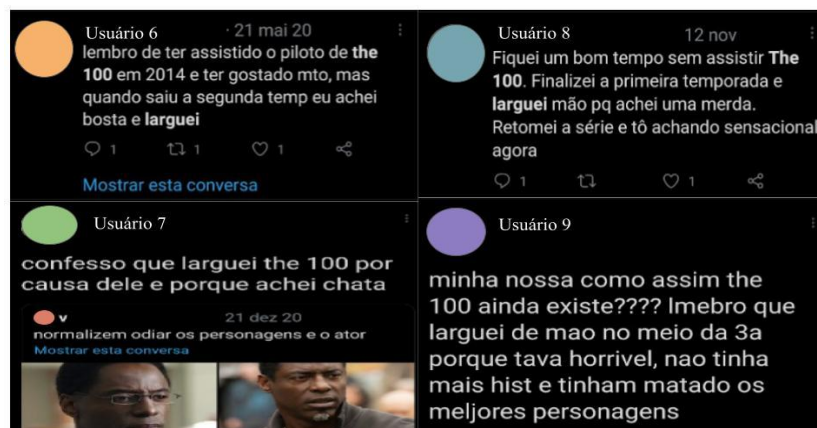 Usuário 6 · 21 mai 20
lembro de ter assistido o piloto de the
100 em 2014 e ter gostado mto, mas
quando saiu a segunda temp eu achei
bosta e larguei
1 1 1
Mostrar esta conversa
Usuário 7
confesso que larguei the 100 por
causa dele e porque achei chata
v 21 dez 20
normalizem odiar os personagens e o ator
Mostrar esta conversa
Usuário 8 12 nov
Fiquei um bom tempo sem assistir The
100. Finalizei a primeira temporada e
larguei mão pq achei uma merda.
Retomei a série e tô achando sensacional
agora
1 1
Usuário 9
minha nossa como assim the
100 ainda existe???? lmebro que
larguei de mao no meio da 3a
porque tava horrivel, nao tinha
mais hist e tinham matado os
meljores personagens